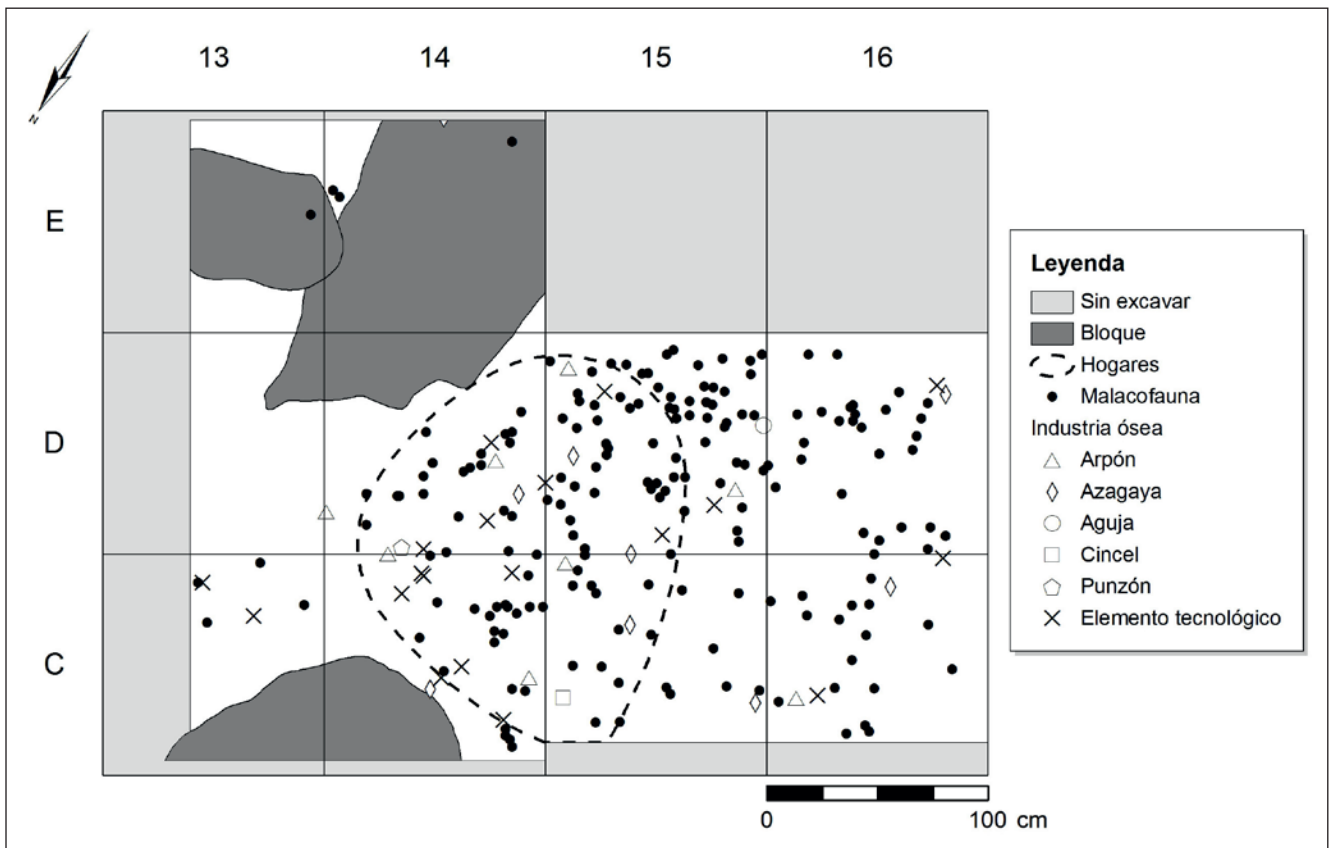 13 14 15 16
N
E
D
C
Leyenda
Sin excavar
Bloque
Hogares
Malacofauna
Industria ósea
Arpón
Azagaya
Aguja
Cincel
Punzón
Elemento tecnológico
0 100 cm